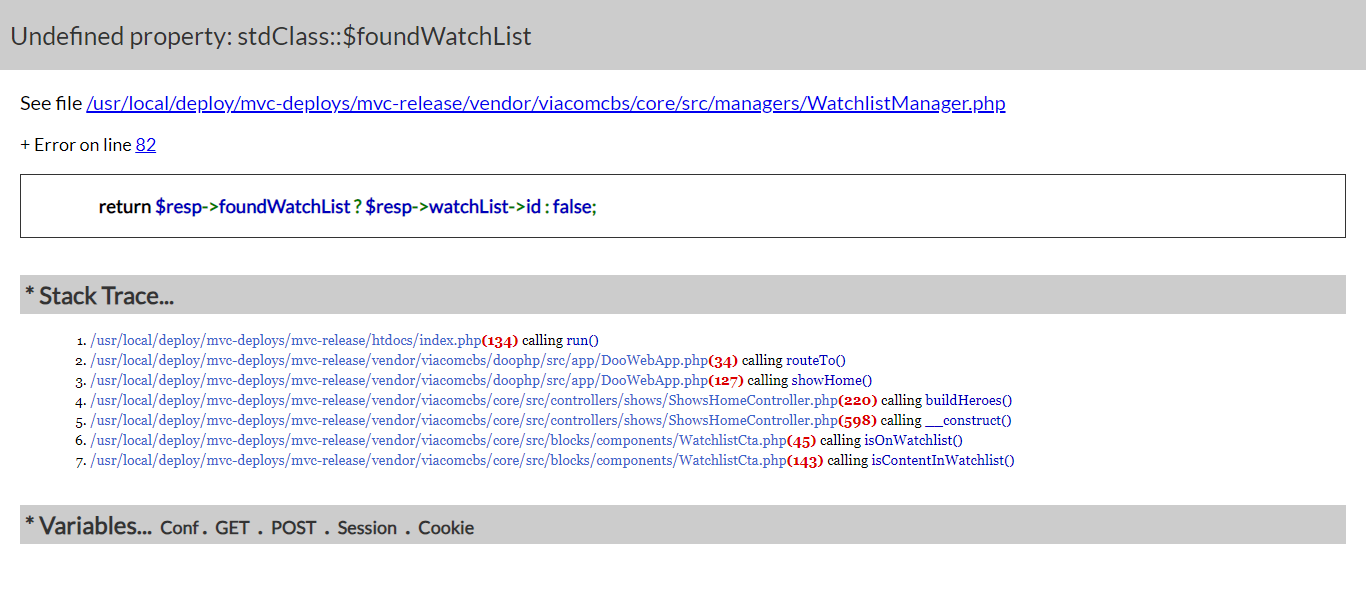 Undefined property: stdClass::$foundWatchList
See file /usr/local/deploy/mvc-deploys/mvc-release/vendor/viacomcbs/core/src/managers/WatchlistManager.php
+ Error on line 82
return $resp->foundWatchList ? $resp->watchList->id : false;
* Stack Trace...
1. /usr/local/deploy/mvc-deploys/mvc-release/htdocs/index.php(134) calling run()
2. /usr/local/deploy/mvc-deploys/mvc-release/vendor/viacomcbs/doophp/src/app/DooWebApp.php(34) calling routeTo()
3. /usr/local/deploy/mvc-deploys/mvc-release/vendor/viacomcbs/doophp/src/app/DooWebApp.php(127) calling showHome()
4. /usr/local/deploy/mvc-deploys/mvc-release/vendor/viacomcbs/core/src/controllers/shows/ShowsHomeController.php(220) calling buildHeroes()
5. /usr/local/deploy/mvc-deploys/mvc-release/vendor/viacomcbs/core/src/controllers/shows/ShowsHomeController.php(598) calling __construct()
6. /usr/local/deploy/mvc-deploys/mvc-release/vendor/viacomcbs/core/src/blocks/components/WatchlistCta.php(45) calling isOnWatchlist()
7. /usr/local/deploy/mvc-deploys/mvc-release/vendor/viacomcbs/core/src/blocks/components/WatchlistCta.php(143) calling isContentInWatchlist()
* Variables... Conf . GET . POST . Session . Cookie